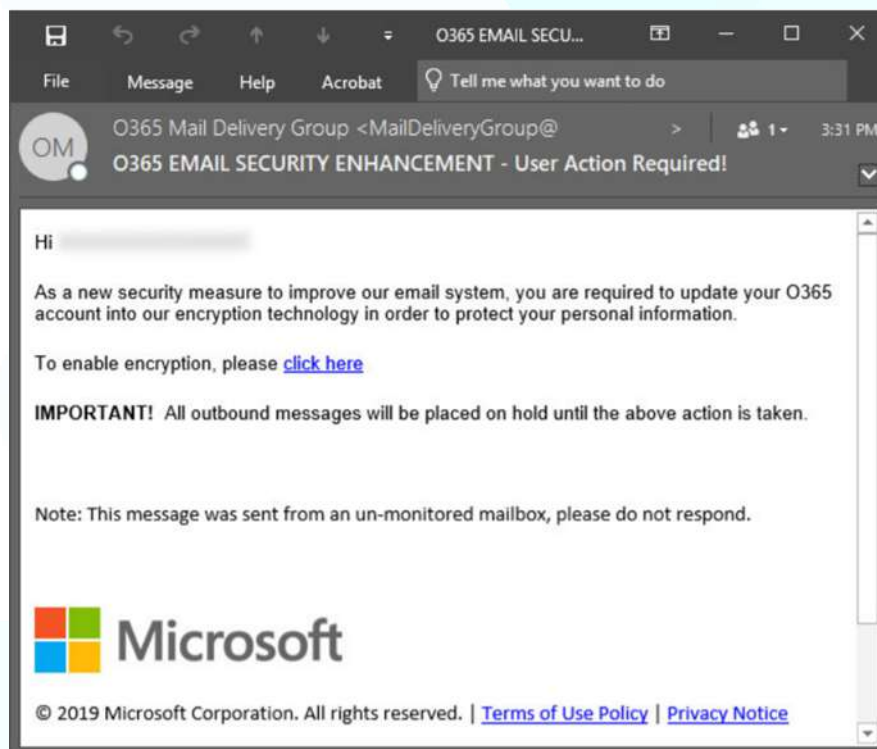 O365 EMAIL SECU...
File Message Help Acrobat Tell me what you want to do
OM
O365 Mail Delivery Group <MailDeliveryGroup@ > 1 3:31 PM
O365 EMAIL SECURITY ENHANCEMENT - User Action Required!
Hi
As a new security measure to improve our email system, you are required to update your O365
account into our encryption technology in order to protect your personal information.
To enable encryption, please click here
IMPORTANT! All outbound messages will be placed on hold until the above action is taken.
Note: This message was sent from an un-monitored mailbox, please do not respond.
Microsoft
© 2019 Microsoft Corporation. All rights reserved. | Terms of Use Policy | Privacy Notice